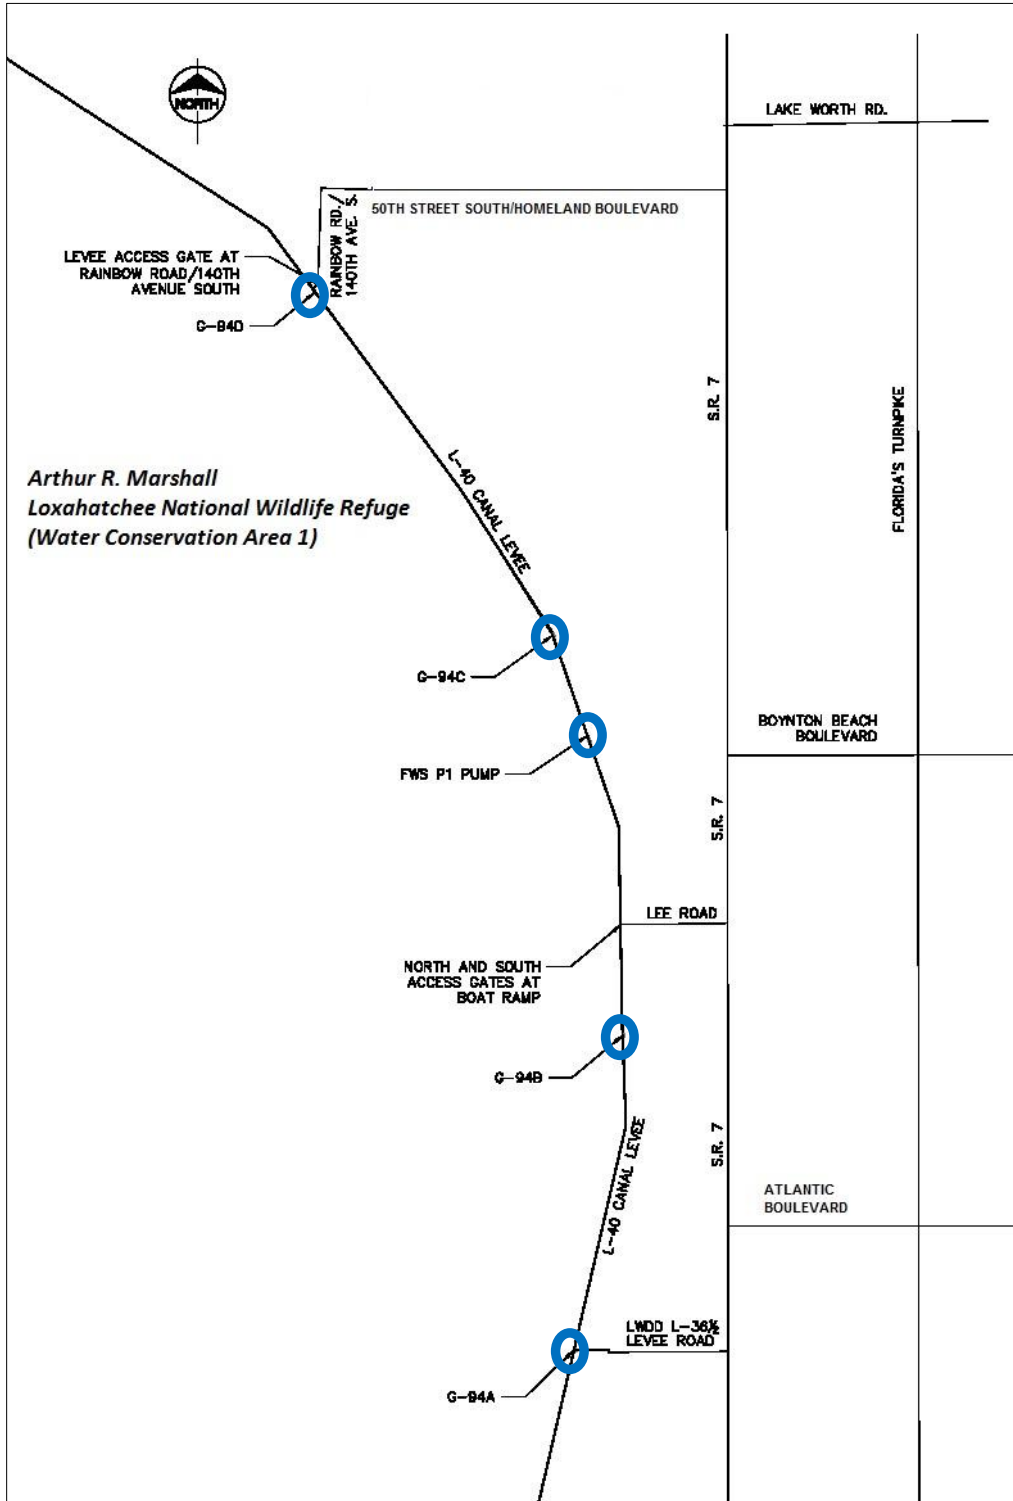 NORTH
LAKE WORTH RD.
RAINBOW RD./
140TH AVE. S.
50TH STREET SOUTH/HOMELAND BOULEVARD
LEVEE ACCESS GATE AT
RAINBOW ROAD/140TH
AVENUE SOUTH
G-94D
S.R. 7
FLORIDA'S TURNPIKE
Arthur R. Marshall
Loxahatchee National Wildlife Refuge
(Water Conservation Area 1)
L-40 CANAL LEVEE
G-94C
BOYNTON BEACH
BOULEVARD
FWS P1 PUMP
S.R. 7
LEE ROAD
NORTH AND SOUTH
ACCESS GATES AT
BOAT RAMP
G-94B
S.R. 7
L-40 CANAL LEVEE
ATLANTIC
BOULEVARD
LWDD L-36½
LEVEE ROAD
G-94A